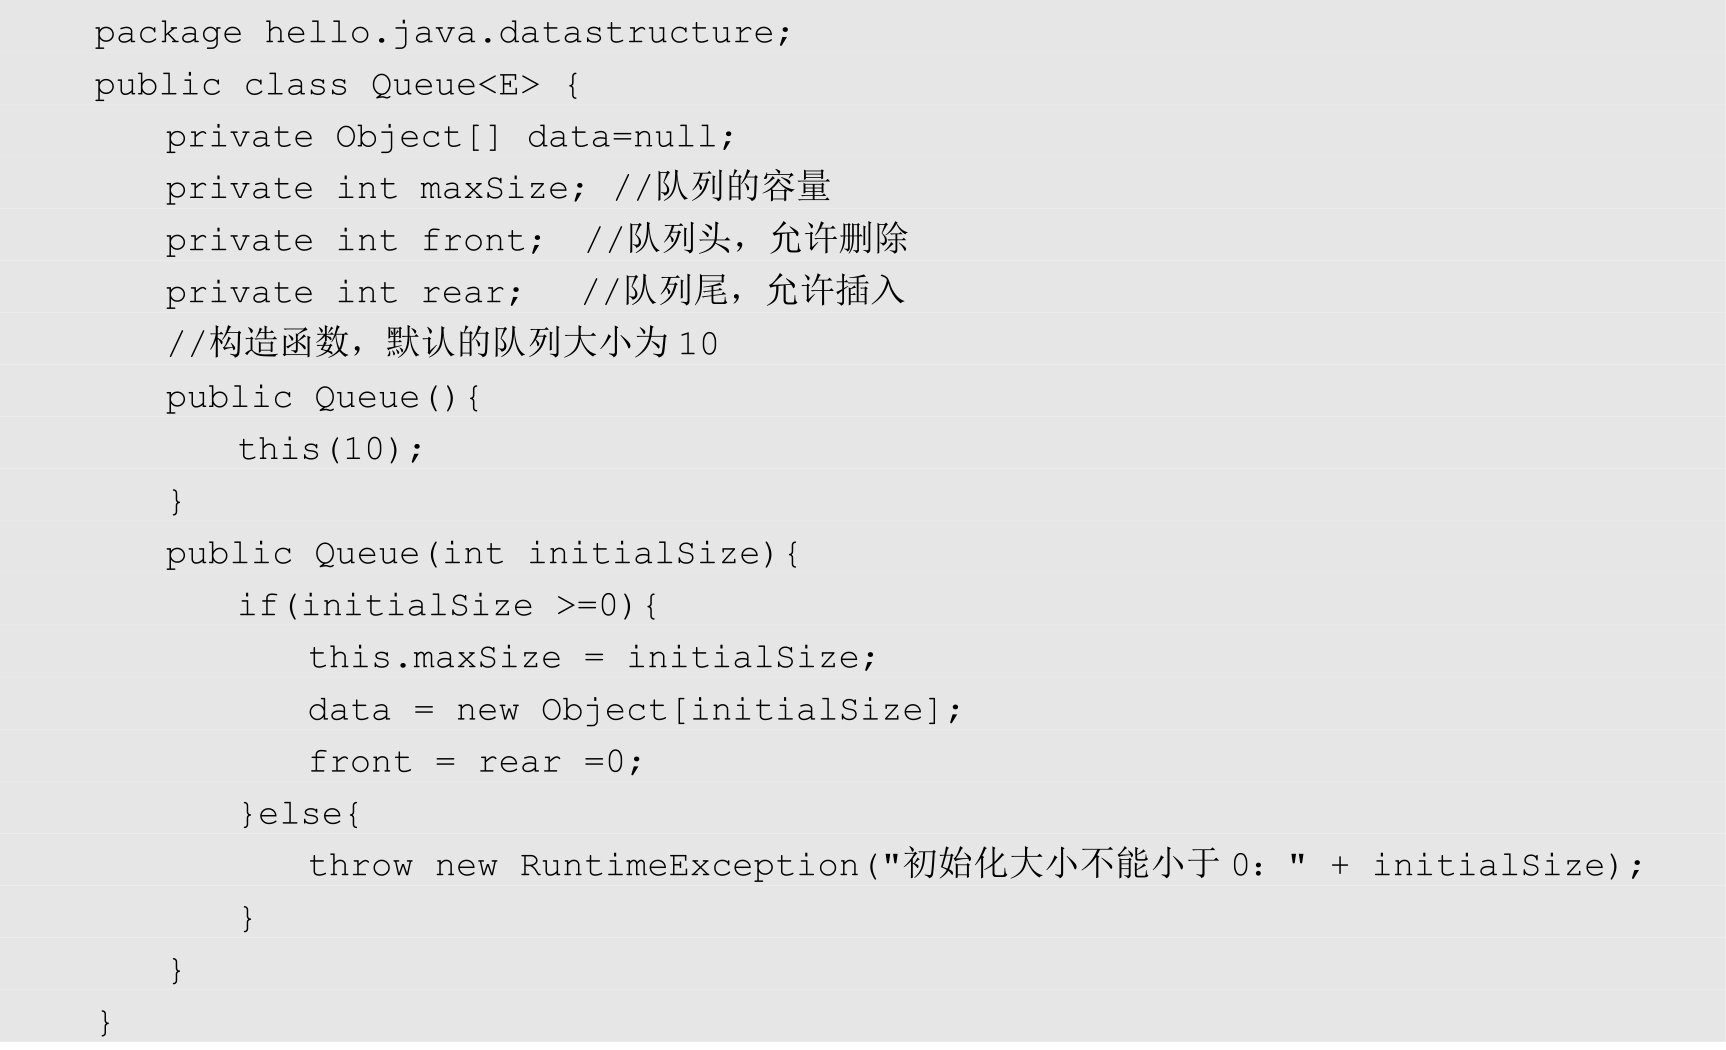 package hello.java.datastructure;
public class Queue<E> {
    private Object[] data=null;
    private int maxSize; //队列的容量
    private int front;  //队列头，允许删除
    private int rear;   //队列尾，允许插入
    //构造函数，默认的队列大小为10
    public Queue(){
        this(10);
    }
    public Queue(int initialSize){
        if(initialSize >=0){
            this.maxSize = initialSize;
            data = new Object[initialSize];
            front = rear =0;
        }else{
            throw new RuntimeException("初始化大小不能小于0：" + initialSize);
        }
    }
}